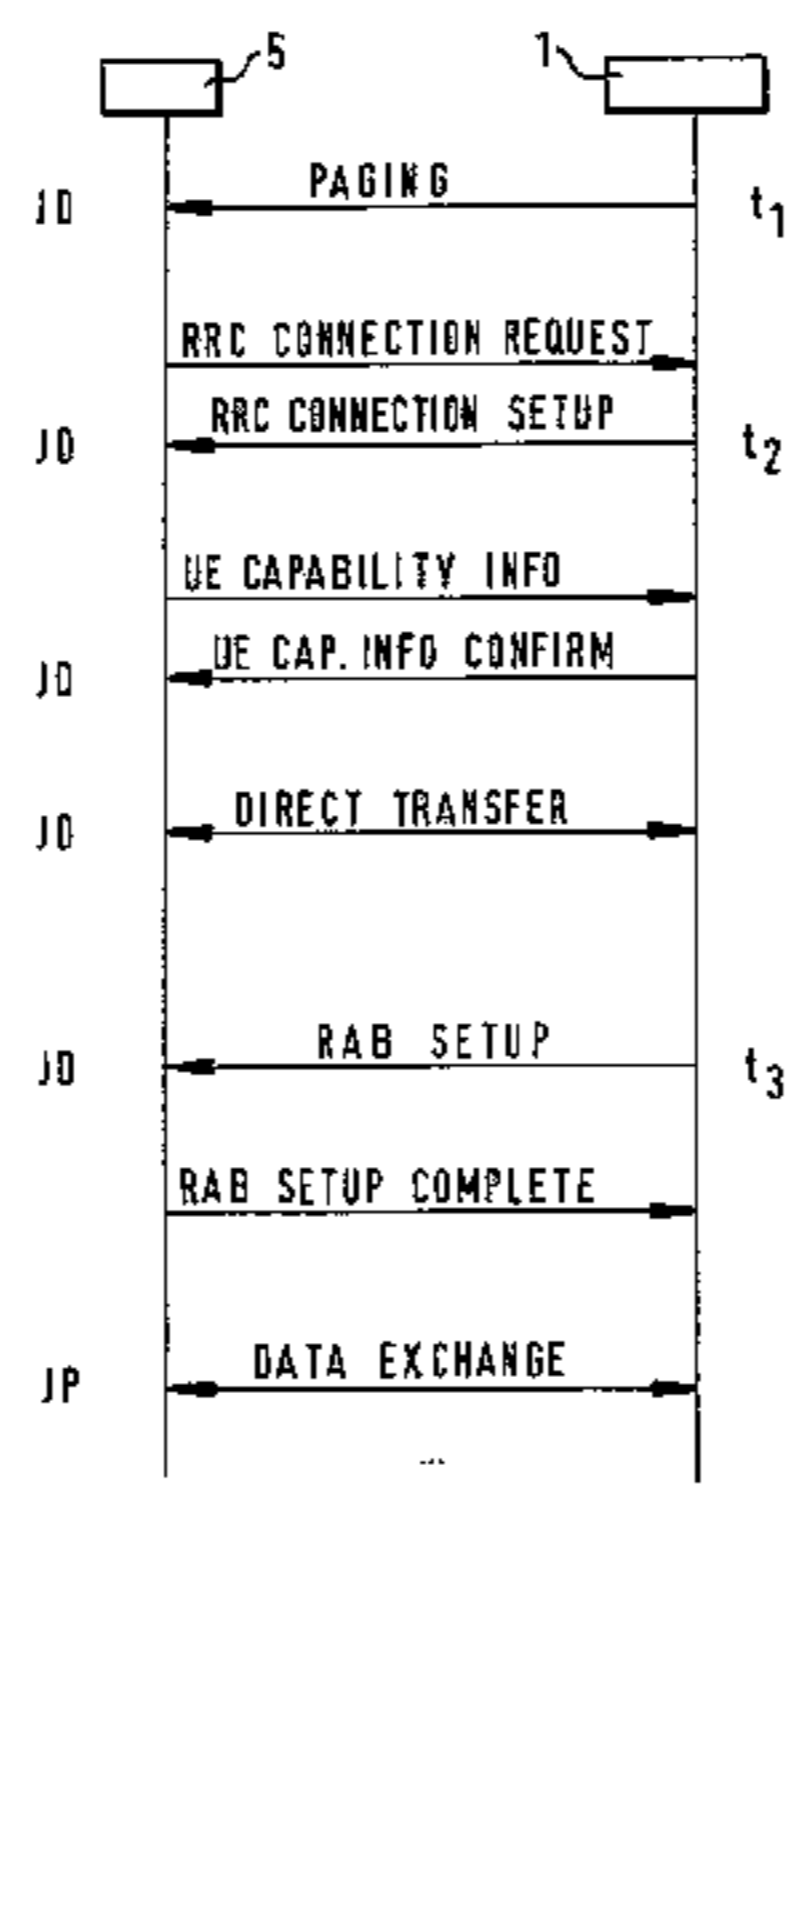 5 1
PAGING
JD t1
RRC CONNECTION REQUEST
RRC CONNECTION SETUP
JD t2
UE CAPABILITY INFO
UE CAP. INFO CONFIRM
JD
DIRECT TRANSFER
JD
RAB SETUP
JD t3
RAB SETUP COMPLETE
DATA EXCHANGE
JP
...